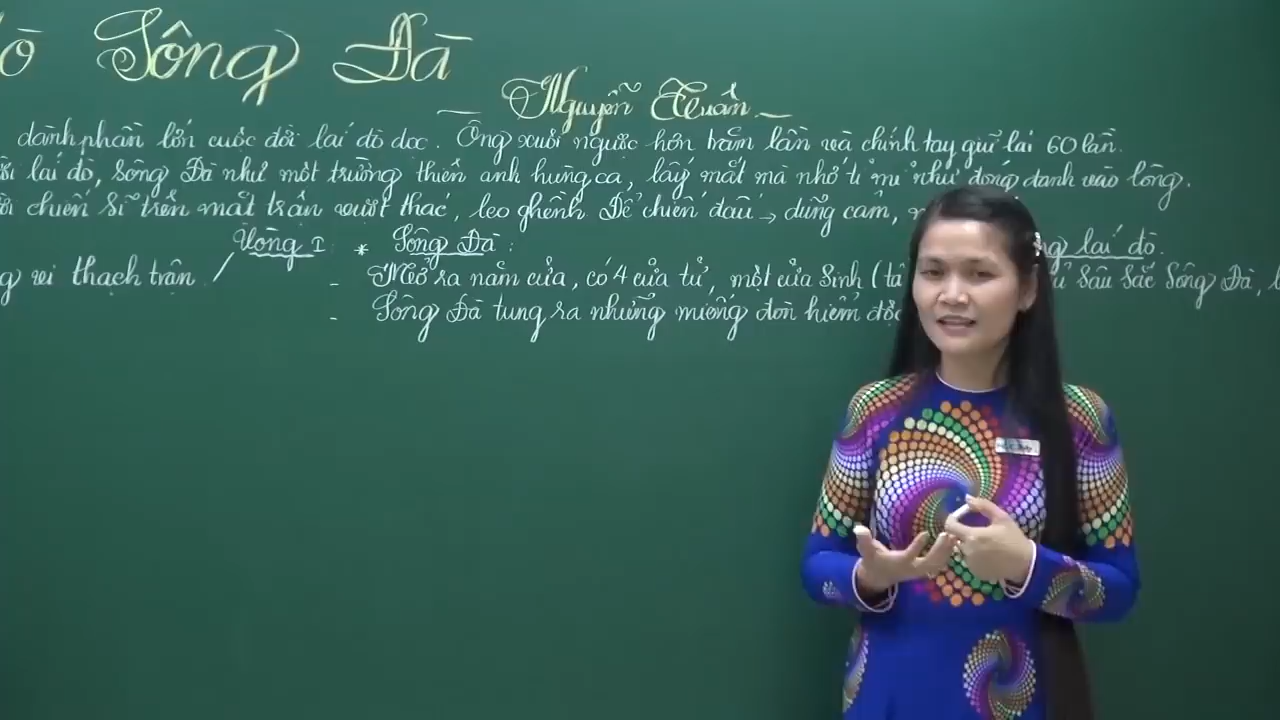 đò Sông Đà
Nguyễn Tuân
dành phần lớn cuộc đời lái đò dọc. Ông xuôi ngược hơn trăm lần và chính tay giữ lái 60 lần.
lái đò, Sông Đà như một trường thiên anh hùng ca, lấy mắt mà nhớ tỉ mỉ như đóng đanh vào lòng.
chiến sĩ trên mặt trận vượt thác, leo ghềnh để chiến đấu → dũng cảm,
Vòng I * Sông Đà: lái đò.
vi thạch trận - Mở ra năm cửa, có 4 cửa tử, một cửa sinh ( sâu sắc Sông Đà,
- Sông Đà tung ra những miếng đòn hiểm độc